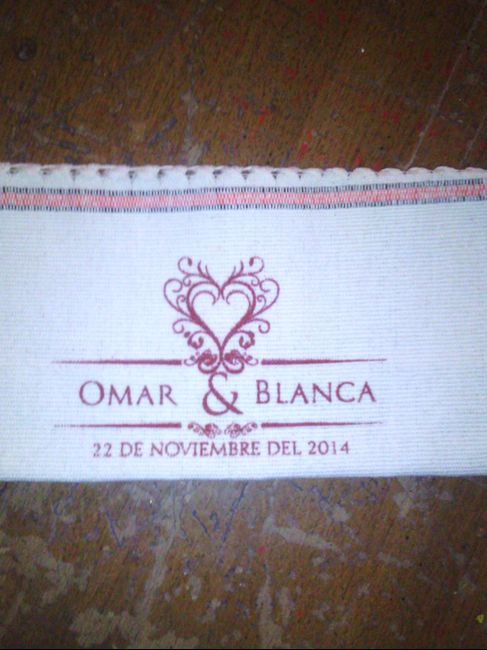 OMAR & BLANCA
22 DE NOVIEMBRE DEL 2014